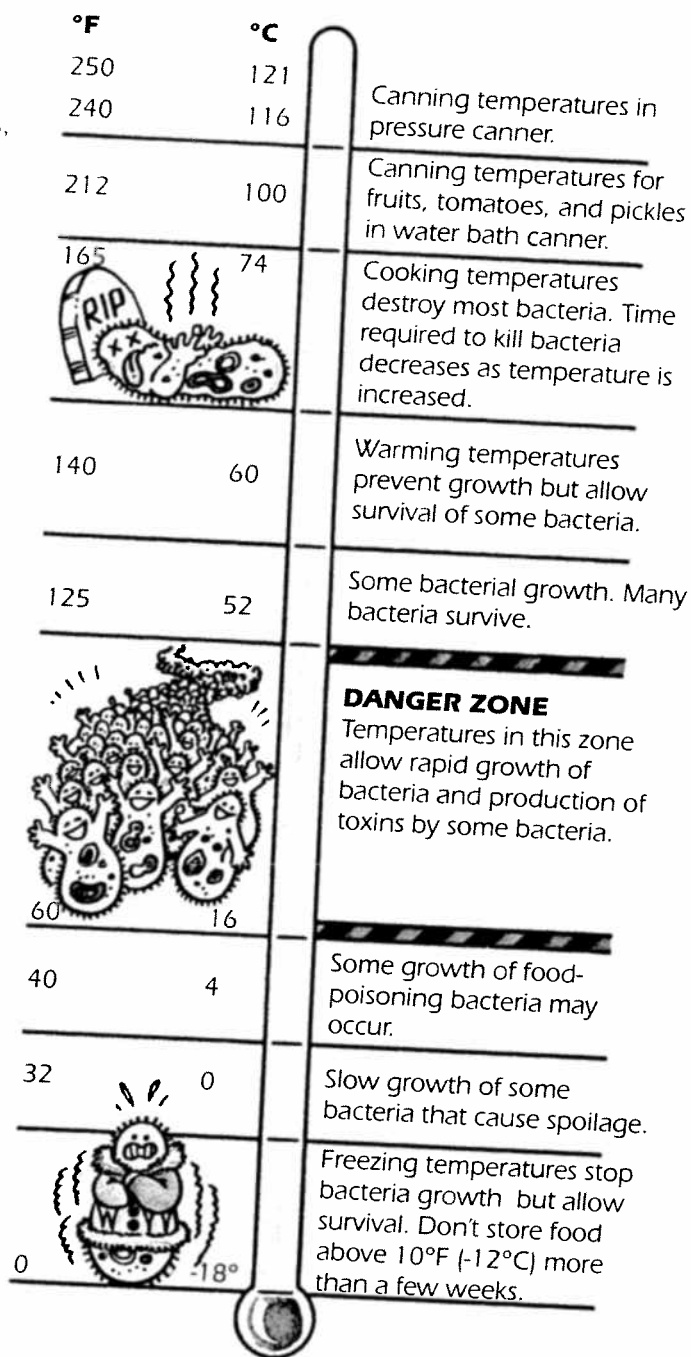 °F °C
250 121
240 116
Canning temperatures in
pressure canner.
212 100
Canning temperatures for
fruits, tomatoes, and pickles
in water bath canner.
165 74
RIP
Cooking temperatures
destroy most bacteria. Time
required to kill bacteria
decreases as temperature is
increased.
140 60
Warming temperatures
prevent growth but allow
survival of some bacteria.
125 52
Some bacterial growth. Many
bacteria survive.
DANGER ZONE
Temperatures in this zone
allow rapid growth of
bacteria and production of
toxins by some bacteria.
60 16
40 4
Some growth of food-
poisoning bacteria may
occur.
32 0
Slow growth of some
bacteria that cause spoilage.
Freezing temperatures stop
bacteria growth but allow
survival. Don't store food
above 10°F (-12°C) more
than a few weeks.
0 -18°